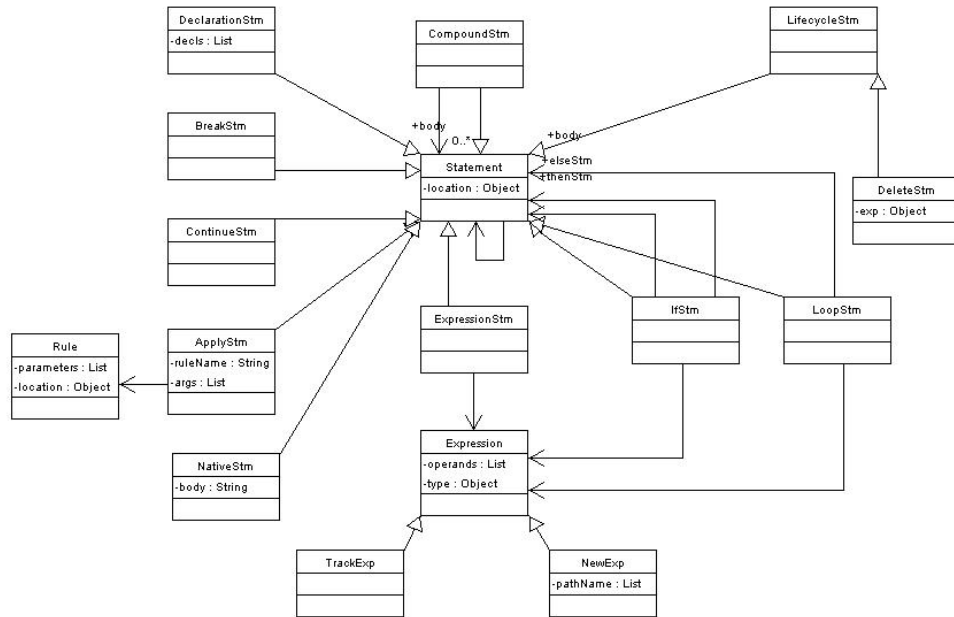 DeclarationStm
-decls : List
CompoundStm
LifecycleStm
BreakStm
+body
0..*
+body
Statement
-location : Object
+elseStm
+thenStm
DeleteStm
-exp : Object
ContinueStm
ExpressionStm
IfStm
LoopStm
Rule
-parameters : List
-location : Object
ApplyStm
-ruleName : String
-args : List
NativeStm
-body : String
Expression
-operands : List
-type : Object
TrackExp
NewExp
-pathName : List